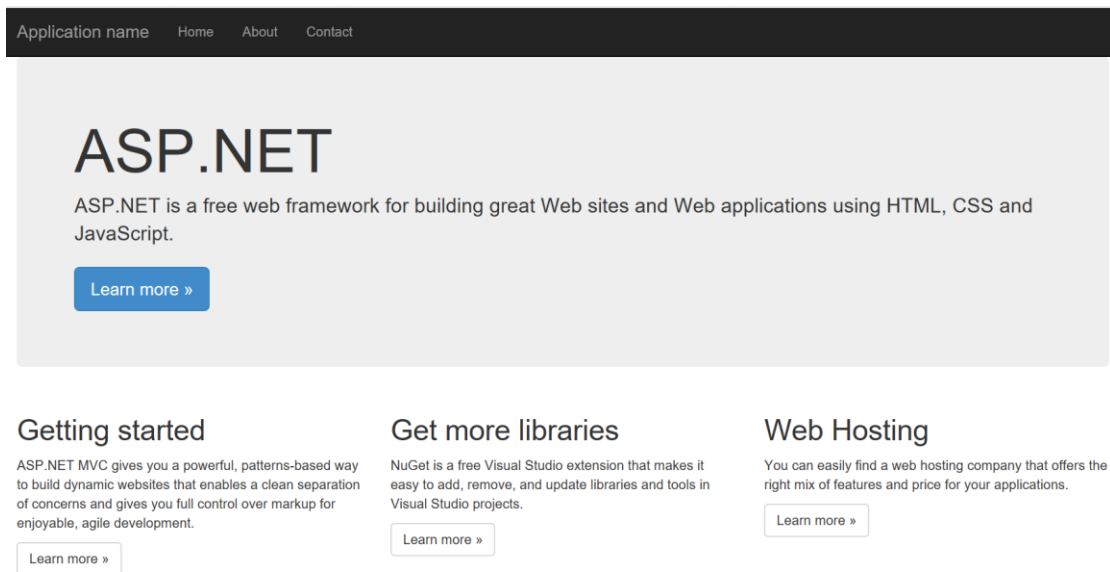 Application name Home About Contact
ASP.NET
ASP.NET is a free web framework for building great Web sites and Web applications using HTML, CSS and
JavaScript.
Learn more »
Getting started
ASP.NET MVC gives you a powerful, patterns-based way
to build dynamic websites that enables a clean separation
of concerns and gives you full control over markup for
enjoyable, agile development.
Learn more »
Get more libraries
NuGet is a free Visual Studio extension that makes it
easy to add, remove, and update libraries and tools in
Visual Studio projects.
Learn more »
Web Hosting
You can easily find a web hosting company that offers the
right mix of features and price for your applications.
Learn more »